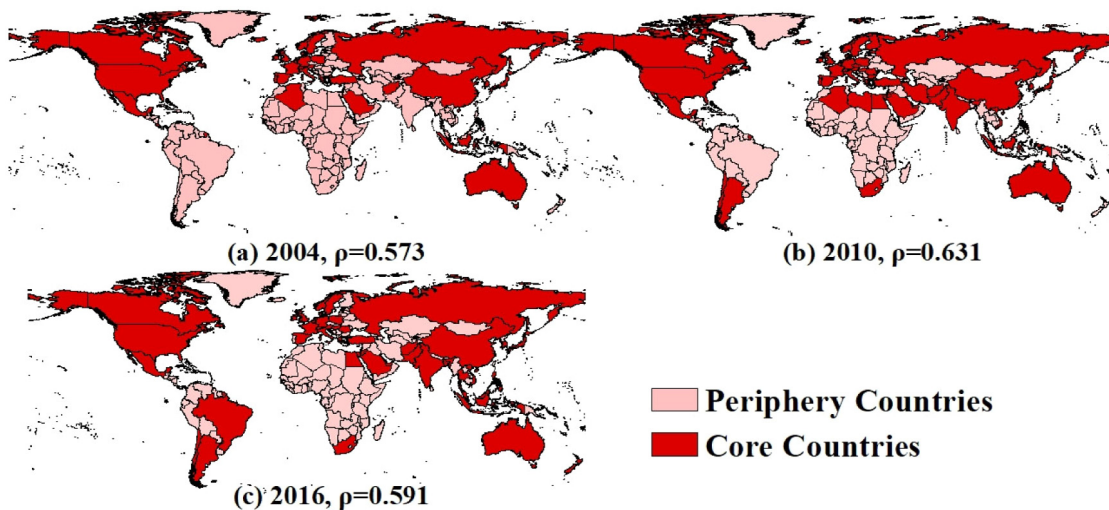 (a) 2004, ρ=0.573
(b) 2010, ρ=0.631
(c) 2016, ρ=0.591
Periphery Countries
Core Countries